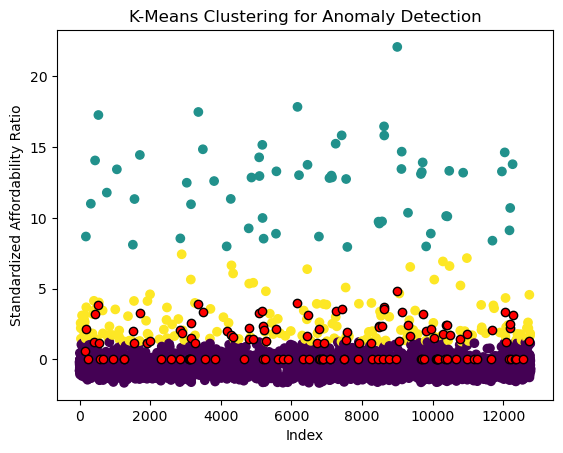 K-Means Clustering for Anomaly Detection
20
15
10
5
0
Standardized Affordability Ratio
0 2000 4000 6000 8000 10000 12000
Index